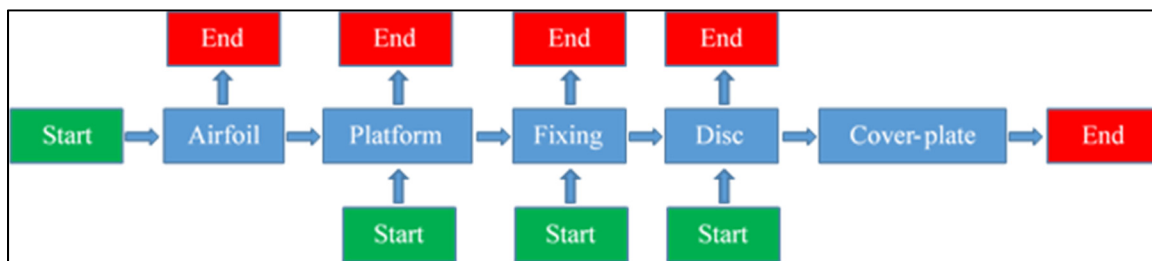 End
End
End
End
Start
Airfoil
Platform
Fixing
Disc
Cover-plate
End
Start
Start
Start